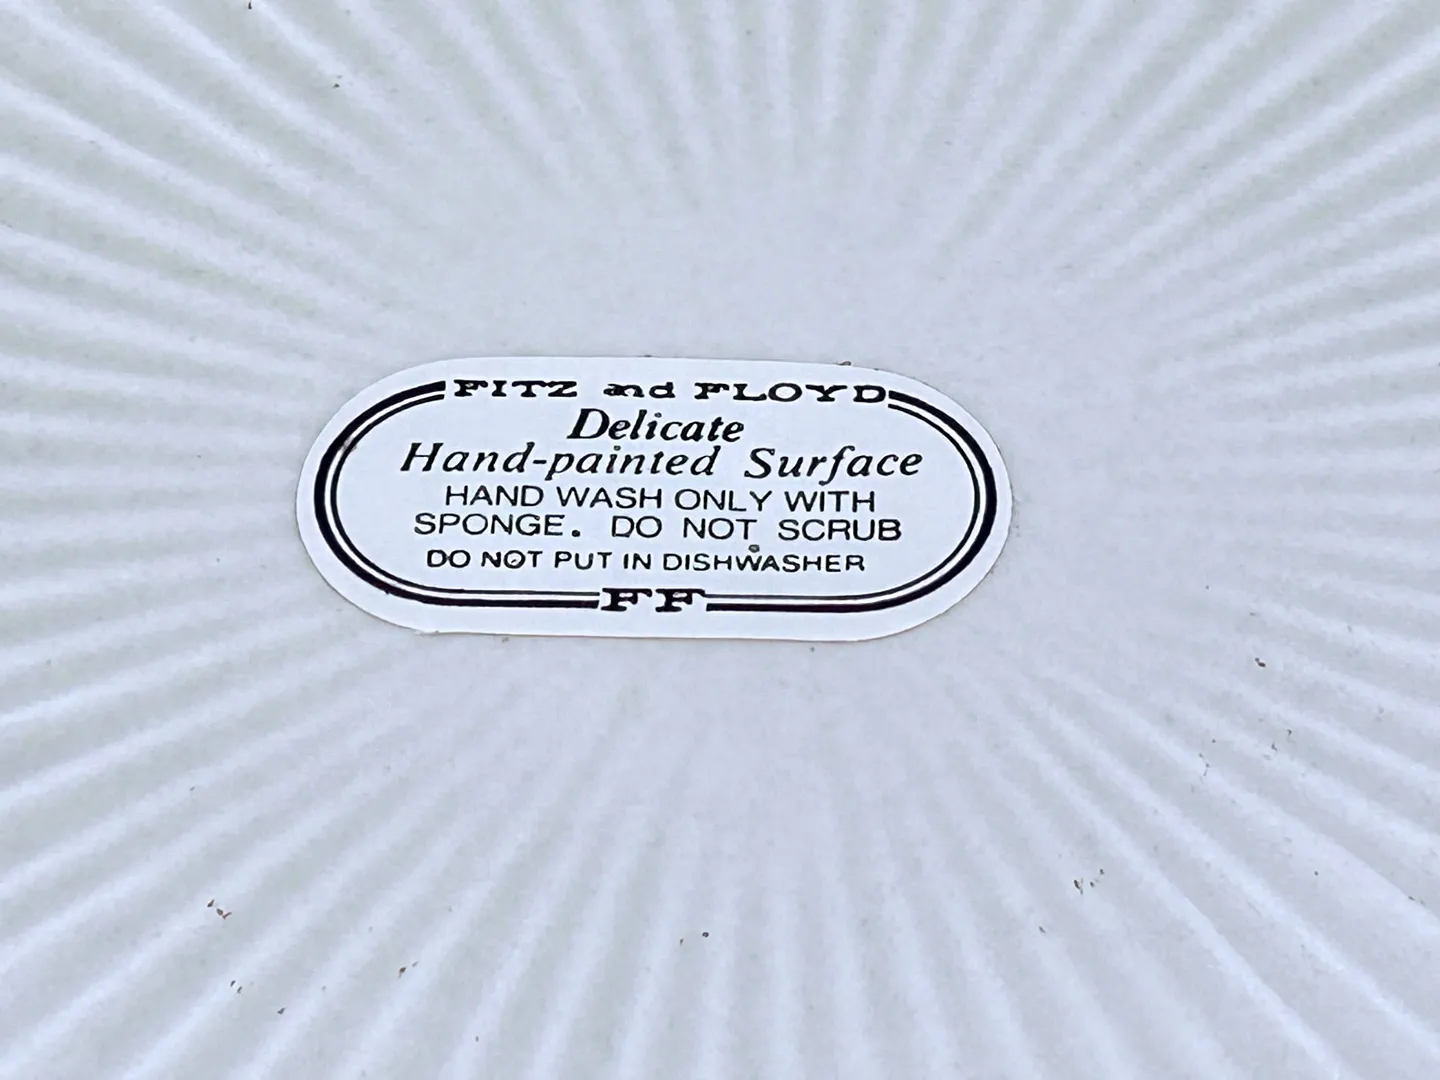 FITZ and FLOYD
Delicate
Hand-painted Surface
HAND WASH ONLY WITH
SPONGE. DO NOT SCRUB
DO NOT PUT IN DISHWASHER
FF